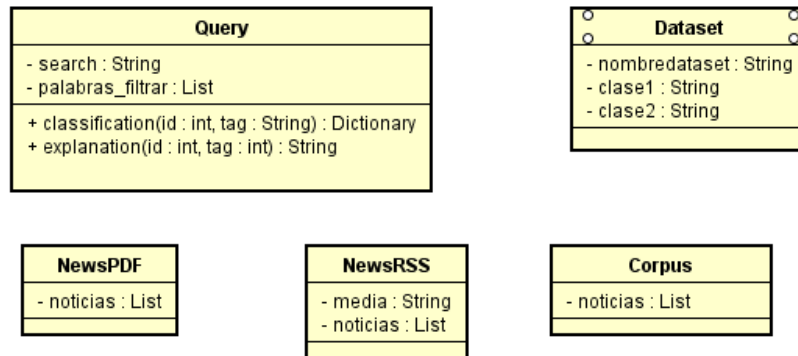 Query
- search : String
- palabras_filtrar : List
+ classification(id : int, tag : String) : Dictionary
+ explanation(id : int, tag : int) : String
Dataset
- nombredataset : String
- clase1 : String
- clase2 : String
NewsPDF
- noticias : List
NewsRSS
- media : String
- noticias : List
Corpus
- noticias : List